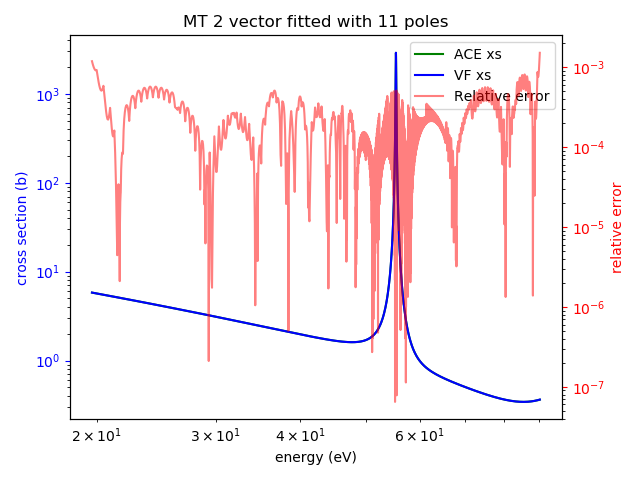 MT 2 vector fitted with 11 poles
ACE xs
VF xs
Relative error
cross section (b)
10³
10²
10¹
10⁰
relative error
10⁻³
10⁻⁴
10⁻⁵
10⁻⁶
10⁻⁷
2×10¹ 3×10¹ 4×10¹ 6×10¹
energy (eV)